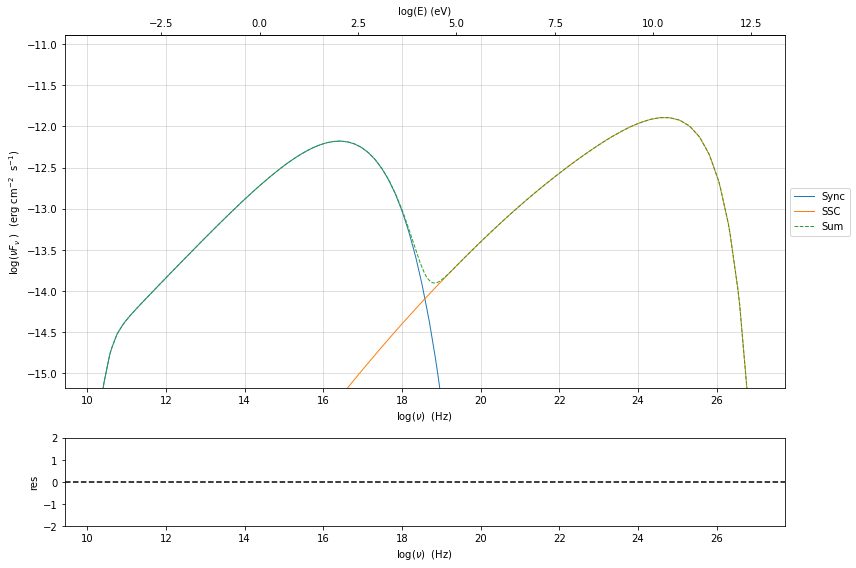 log(E) (eV)
−2.5 0.0 2.5 5.0 7.5 10.0 12.5
−11.0
−11.5
−12.0
−12.5
−13.0
−13.5
−14.0
−14.5
−15.0
log(νFν )  (erg cm⁻²  s⁻¹)
10 12 14 16 18 20 22 24 26
log(ν)  (Hz)
Sync
SSC
Sum
2
1
0
−1
−2
res
10 12 14 16 18 20 22 24 26
log(ν)  (Hz)